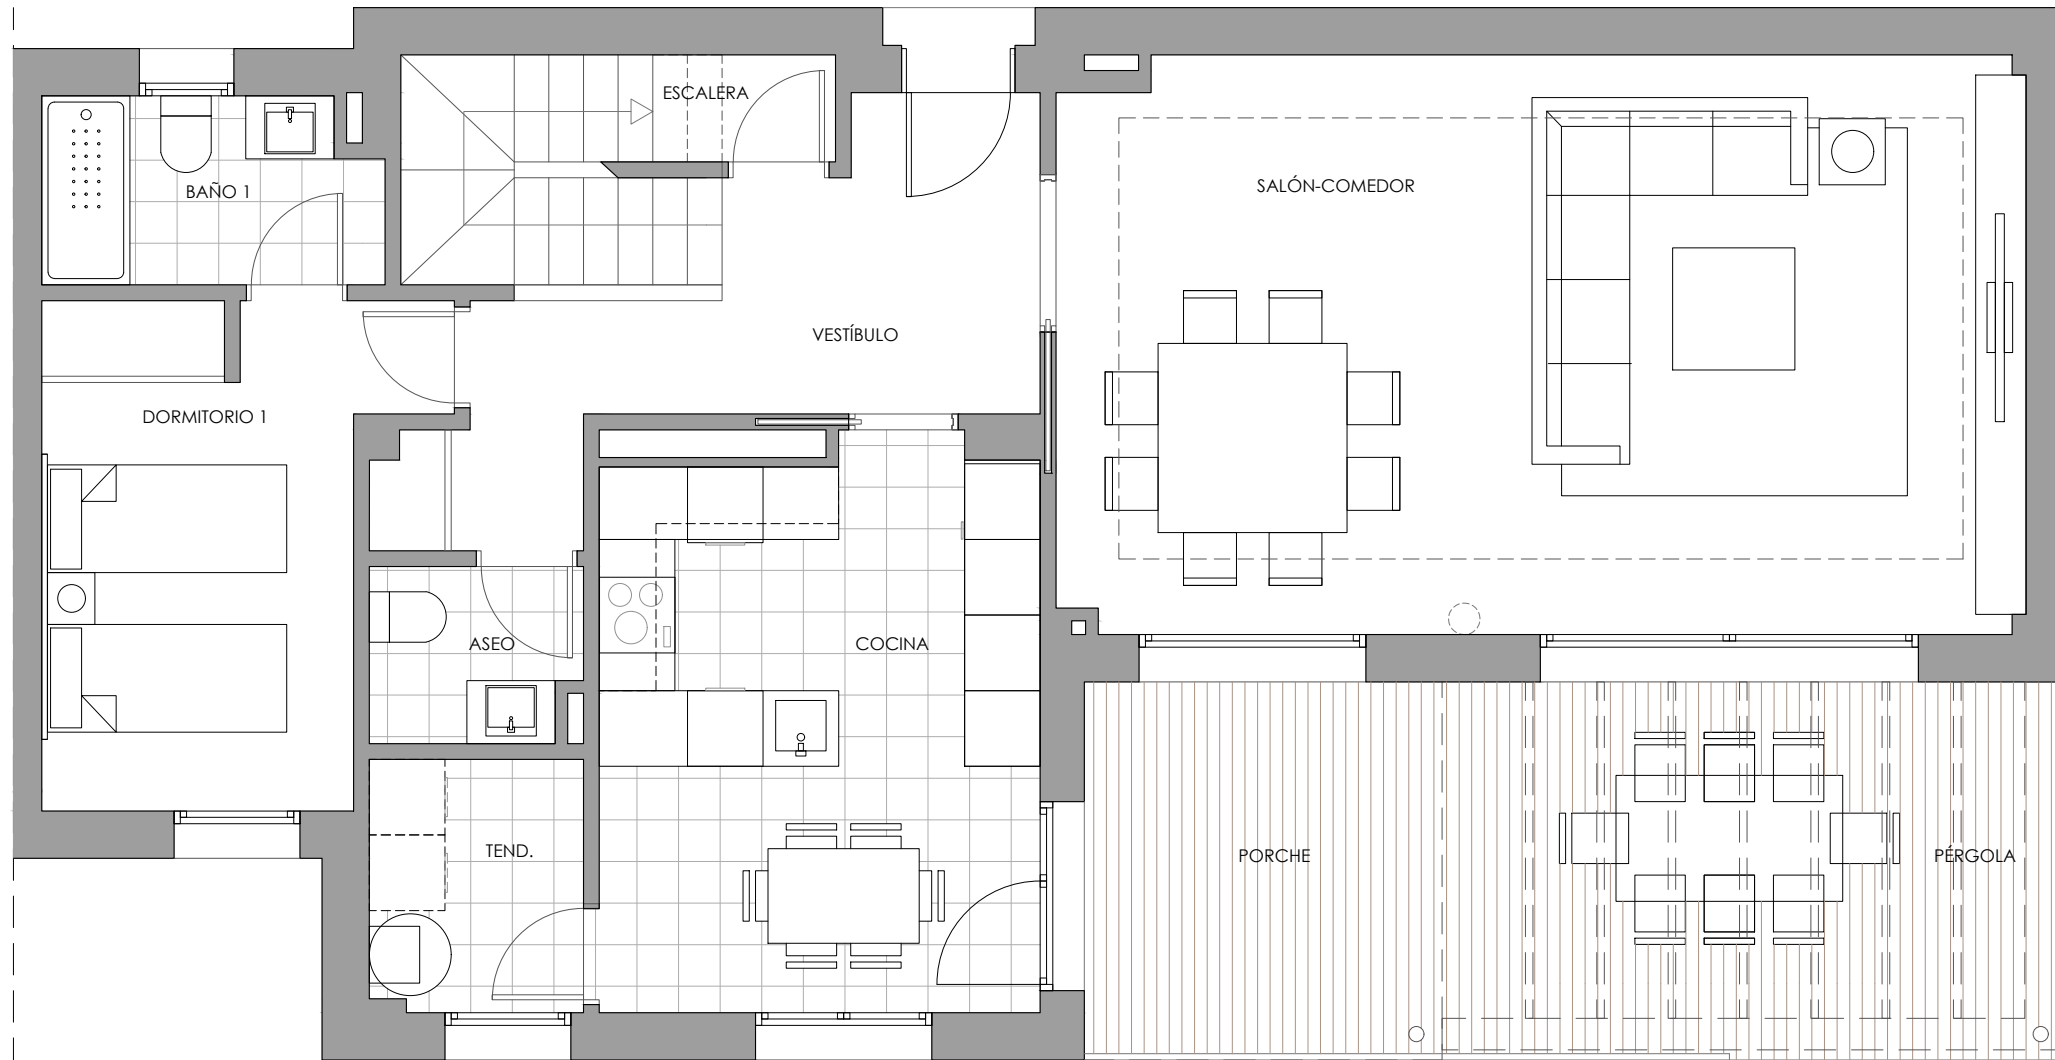 ESCALERA
BAÑO 1
SALÓN-COMEDOR
VESTÍBULO
DORMITORIO 1
ASEO
COCINA
TEND.
PORCHE
PÉRGOLA